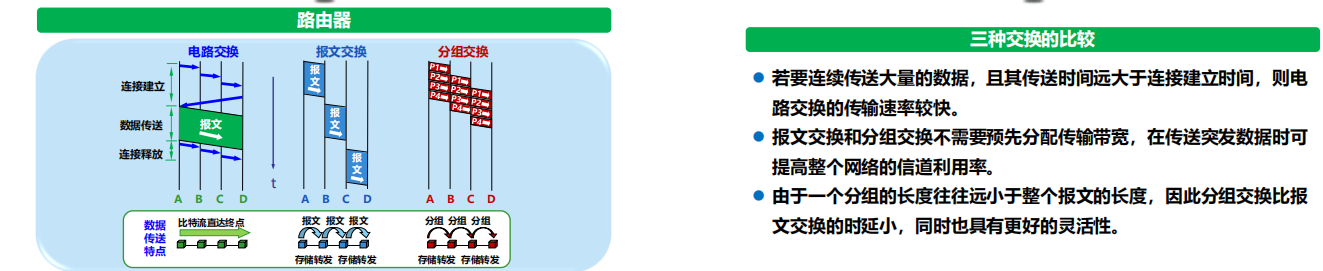 路由器
电路交换
报文交换
分组交换
连接建立
数据传送
连接释放
报文
报文
报文
报文
P1
P2
P3
P4
P1
P2
P3
P4
P1
P2
P3
P4
t
A B C D
A B C D
A B C D
数据
传送
特点
比特流直达终点
报文 报文 报文
存储转发 存储转发
分组 分组 分组
存储转发 存储转发
三种交换的比较
若要连续传送大量的数据，且其传送时间远大于连接建立时间，则电
路交换的传输速率较快。
报文交换和分组交换不需要预先分配传输带宽，在传送突发数据时可
提高整个网络的信道利用率。
由于一个分组的长度往往远小于整个报文的长度，因此分组交换比报
文交换的时延小，同时也具有更好的灵活性。